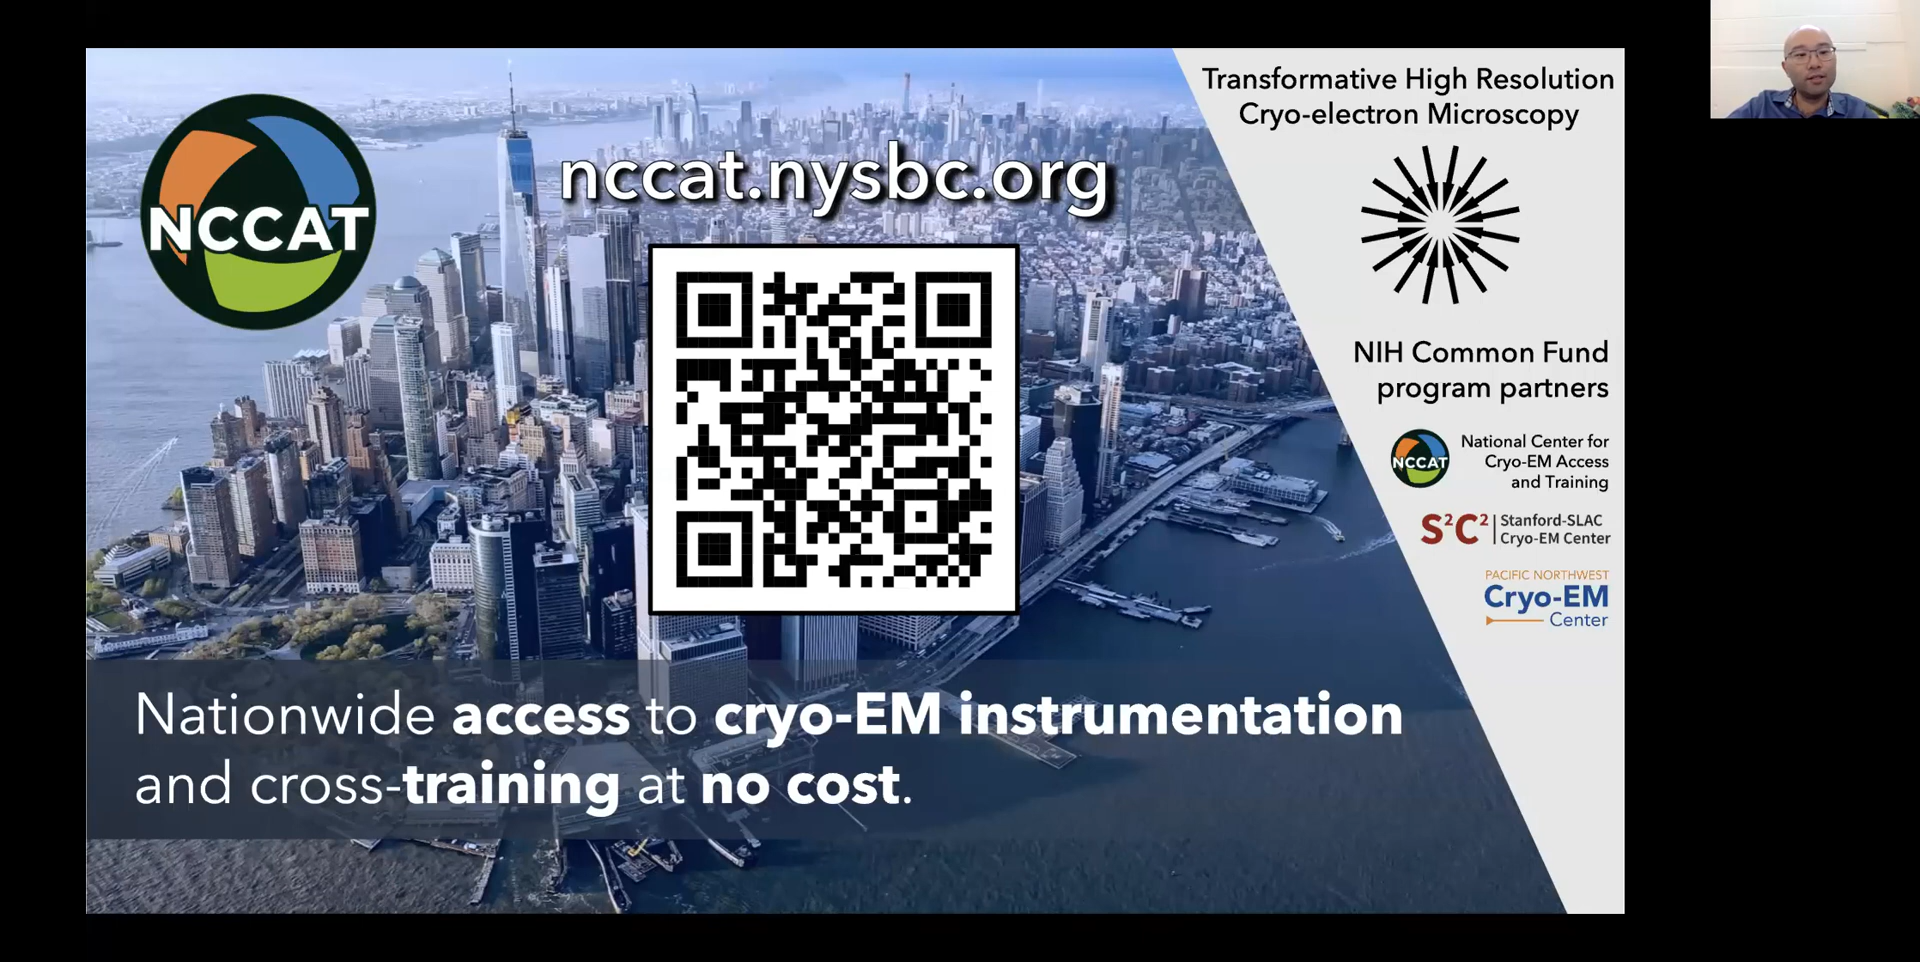 NCCAT
nccat.nysbc.org
Nationwide access to cryo-EM instrumentation
and cross-training at no cost.
Transformative High Resolution
Cryo-electron Microscopy
NIH Common Fund
program partners
NCCAT
National Center for
Cryo-EM Access
and Training
S²C²
Stanford-SLAC
Cryo-EM Center
PACIFIC NORTHWEST
Cryo-EM
Center